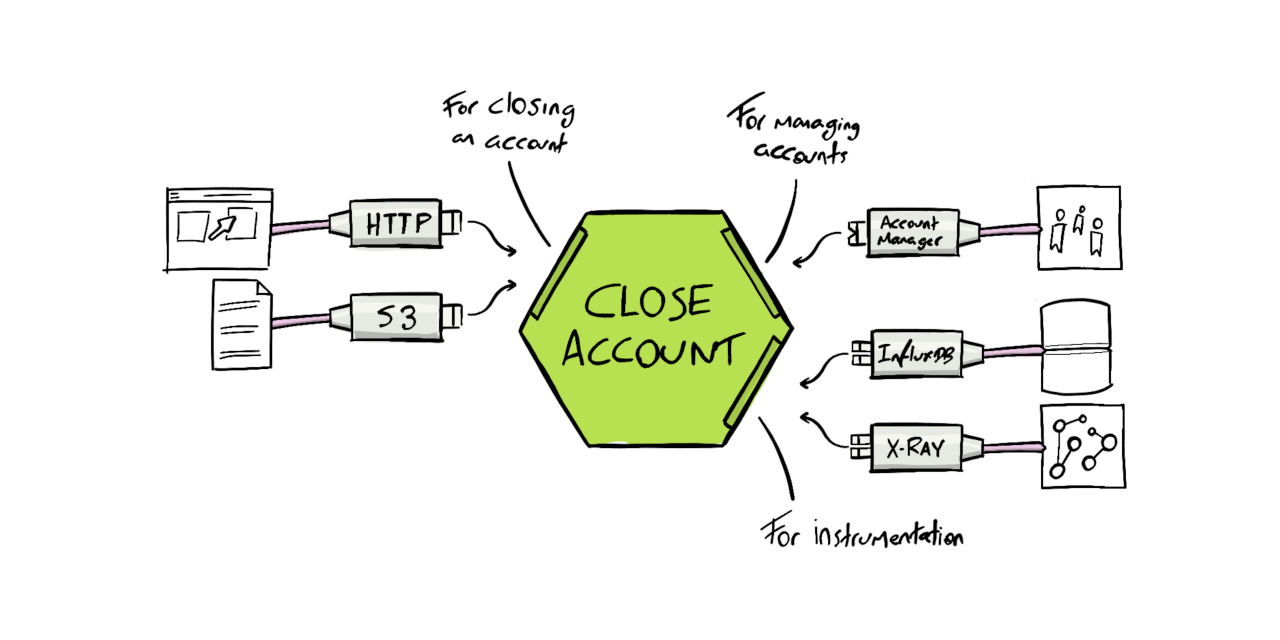 For closing
an account
For managing
accounts
HTTP
S3
CLOSE
ACCOUNT
Account
Manager
InfluxDB
X-RAY
For instrumentation